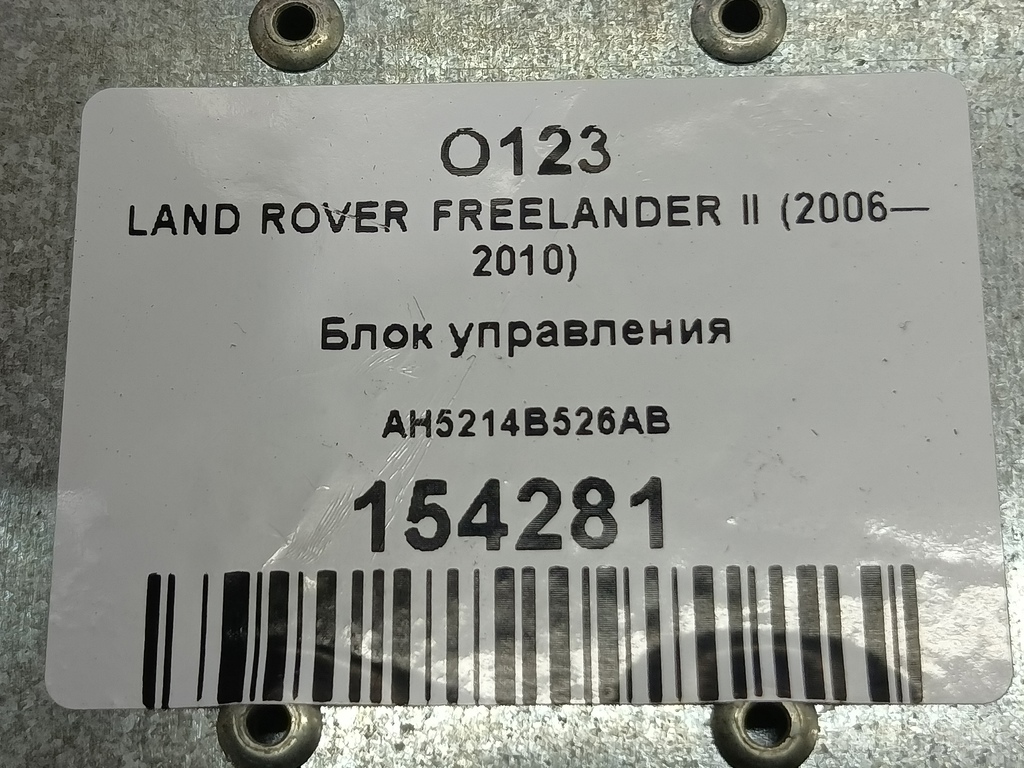 O123
LAND ROVER FREELANDER II (2006—
2010)
Блок управления
AH5214B526AB
154281